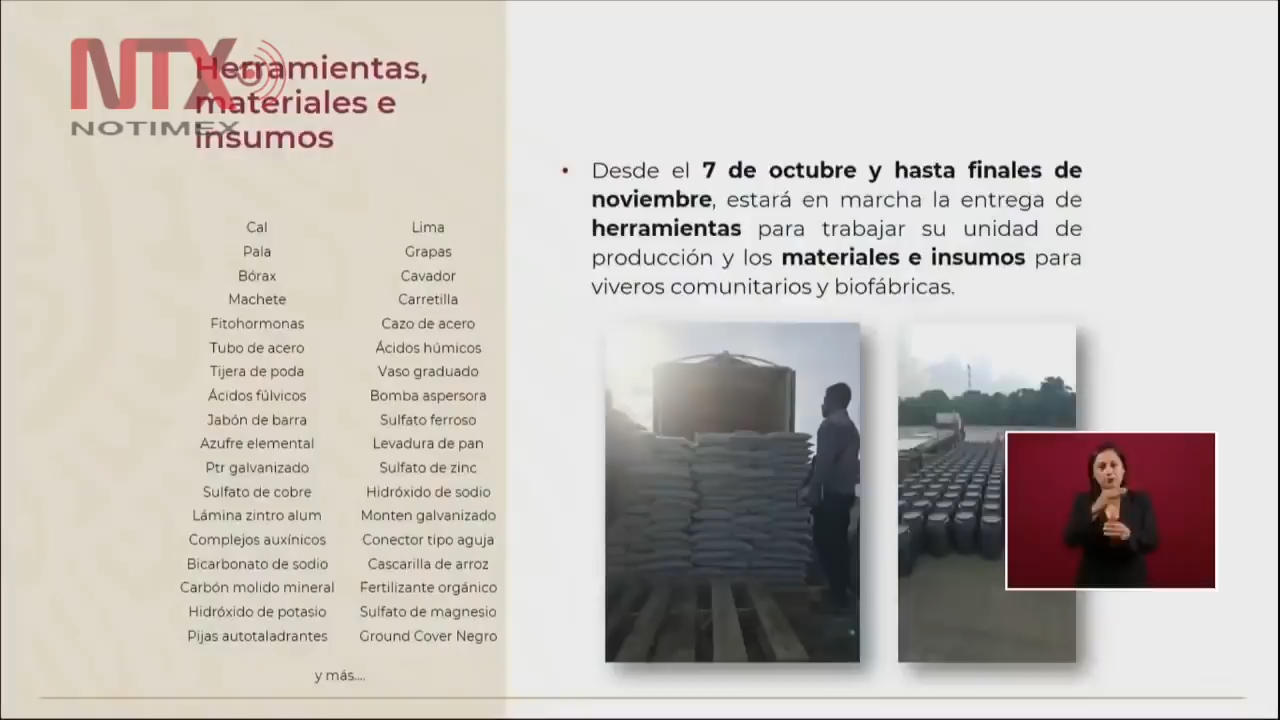 NTX
NOTIMEX
Herramientas,
materiales e
insumos
Cal
Pala
Bórax
Machete
Fitohormonas
Tubo de acero
Tijera de poda
Ácidos fúlvicos
Jabón de barra
Azufre elemental
Ptr galvanizado
Sulfato de cobre
Lámina zintro alum
Complejos auxínicos
Bicarbonato de sodio
Carbón molido mineral
Hidróxido de potasio
Pijas autotaladrantes
Lima
Grapas
Cavador
Carretilla
Cazo de acero
Ácidos húmicos
Vaso graduado
Bomba aspersora
Sulfato ferroso
Levadura de pan
Sulfato de zinc
Hidróxido de sodio
Monten galvanizado
Conector tipo aguja
Cascarilla de arroz
Fertilizante orgánico
Sulfato de magnesio
Ground Cover Negro
y más....
• Desde el 7 de octubre y hasta finales de
noviembre, estará en marcha la entrega de
herramientas para trabajar su unidad de
producción y los materiales e insumos para
viveros comunitarios y biofábricas.